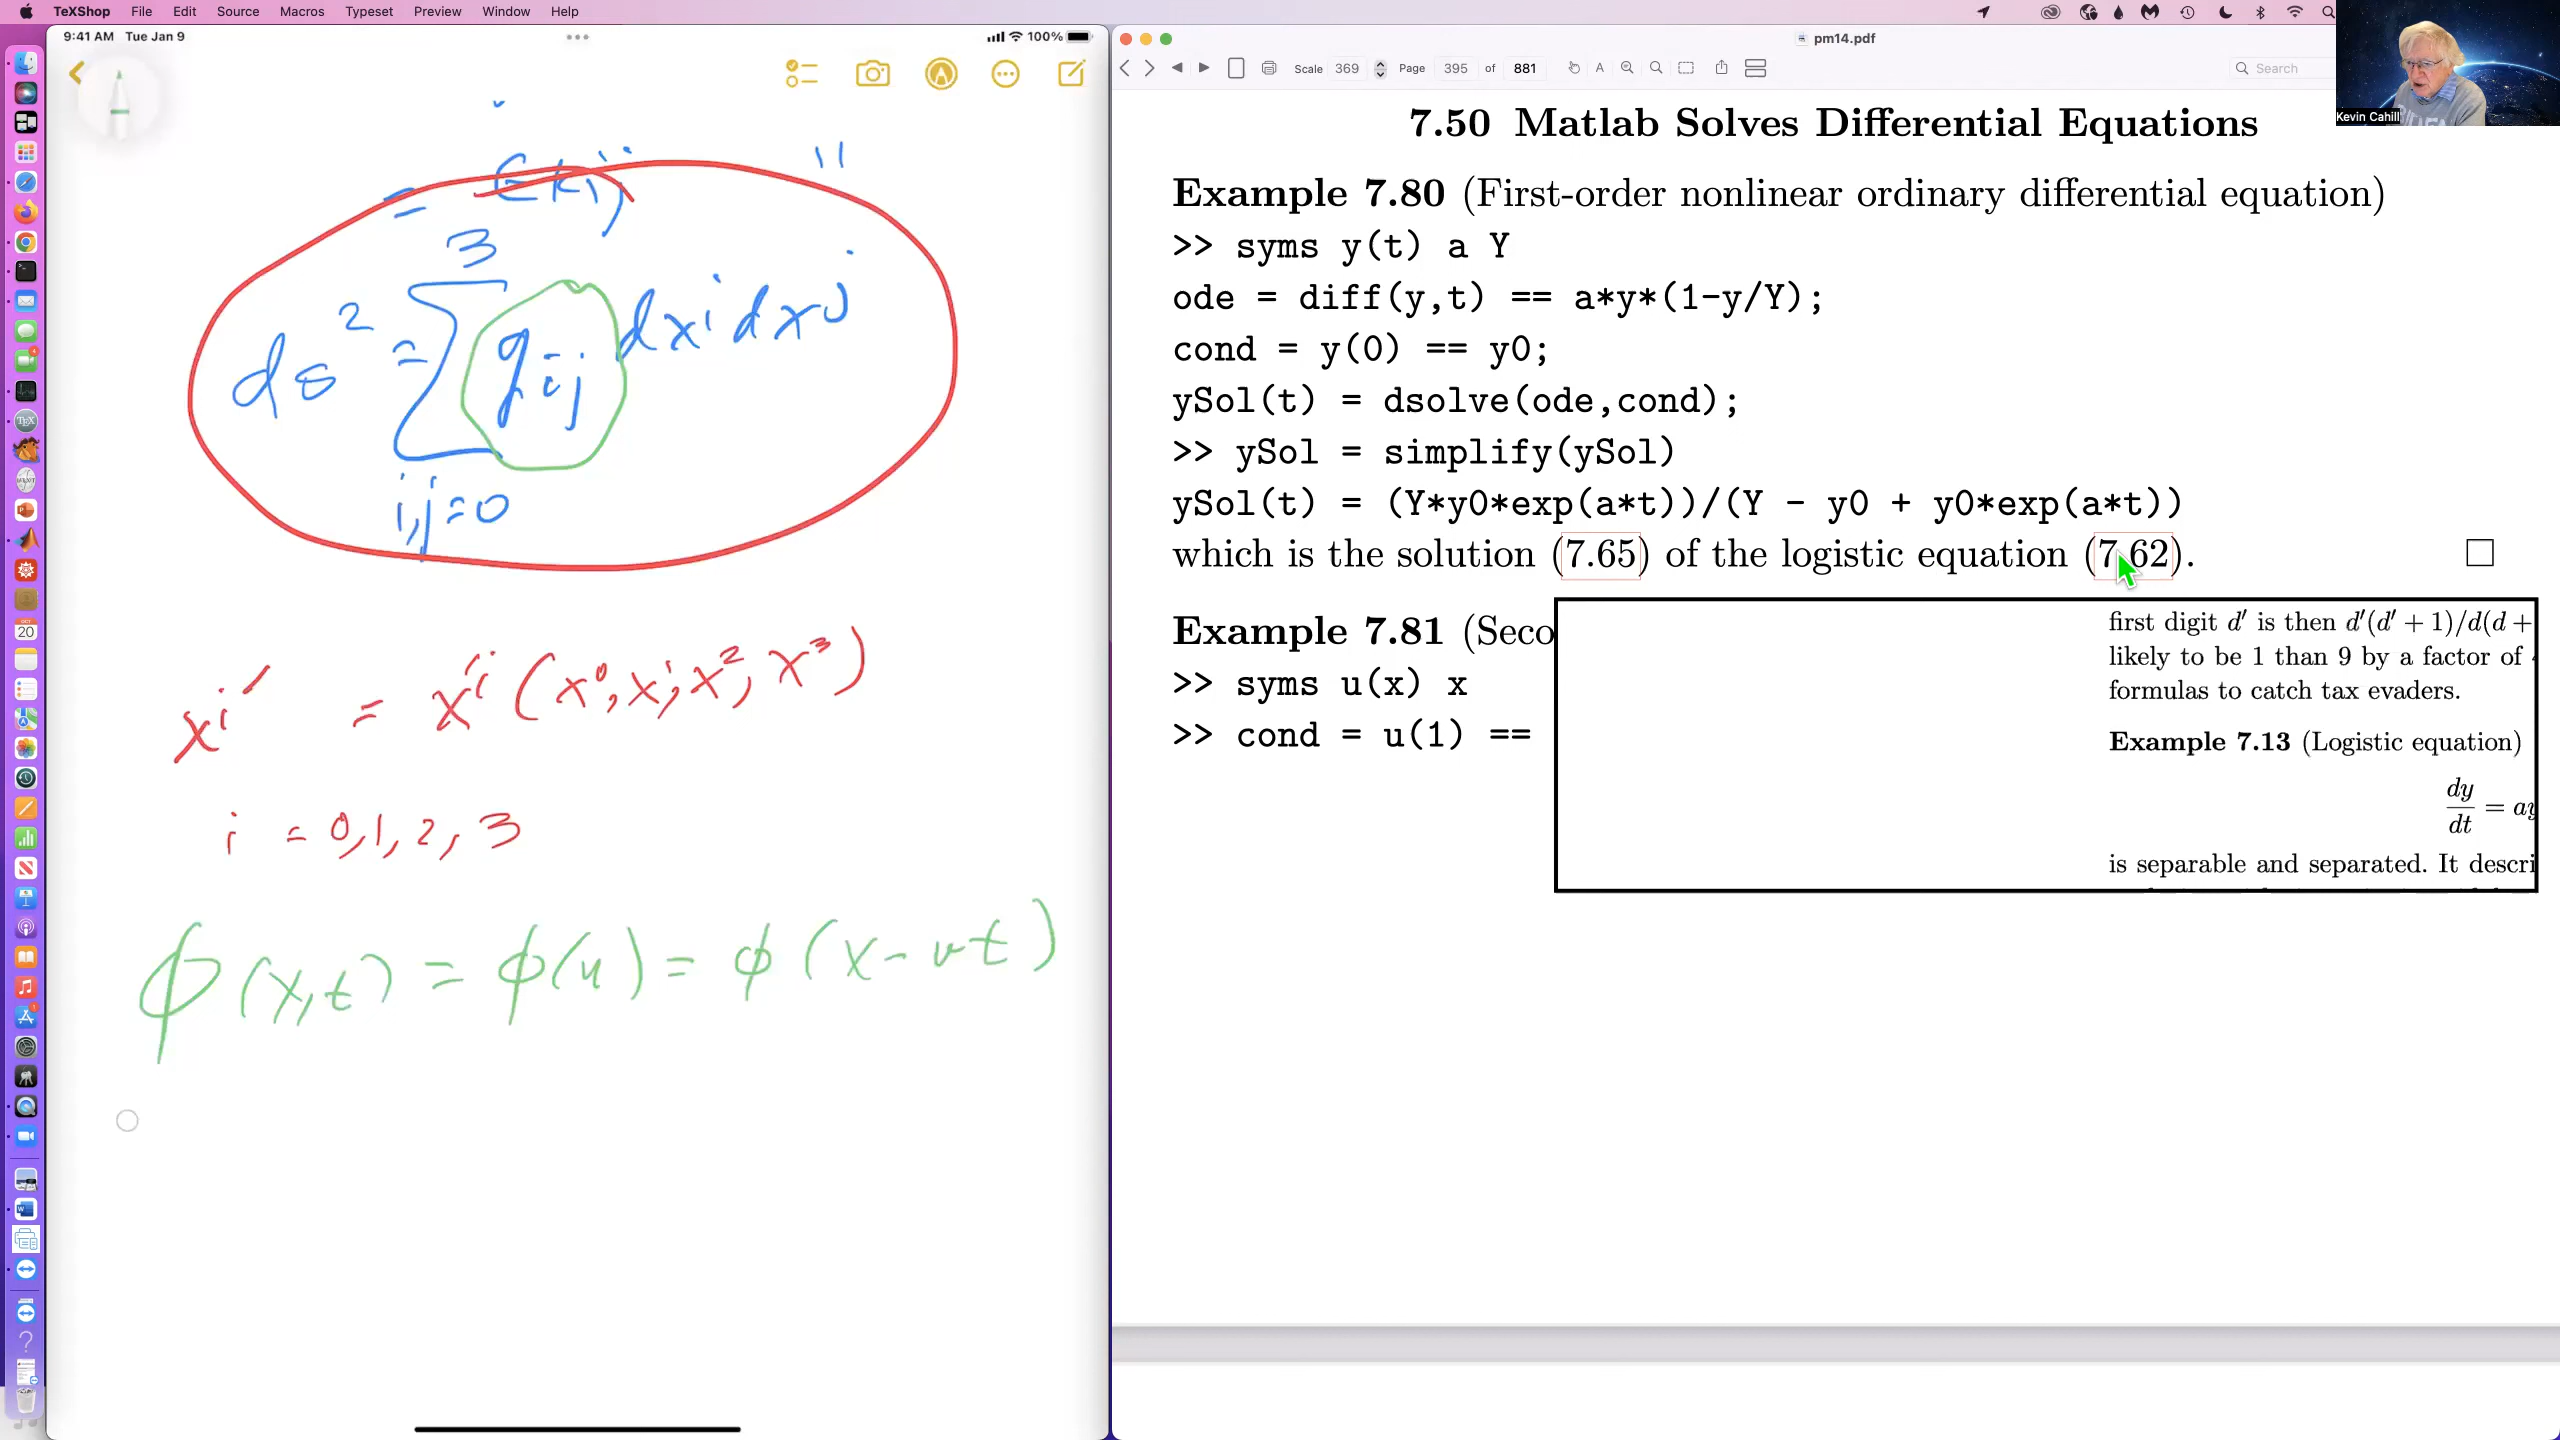 TeXShop File Edit Source Macros Typeset Preview Window Help
9:41 AM Tue Jan 9
100%
= ϵkij
ds² = Σ gij dxⁱ dxʲ
3
i,j=0
xⁱ′ = x′ⁱ (x⁰, x¹, x², x³)
i = 0, 1, 2, 3
ϕ(x,t) = ϕ(u) = ϕ(x-vt)
pm14.pdf
Scale 369 Page 395 of 881
Search
Kevin Cahill
7.50 Matlab Solves Differential Equations
Example 7.80 (First-order nonlinear ordinary differential equation)
>> syms y(t) a Y
ode = diff(y,t) == a*y*(1-y/Y);
cond = y(0) == y0;
ySol(t) = dsolve(ode,cond);
>> ySol = simplify(ySol)
ySol(t) = (Y*y0*exp(a*t))/(Y - y0 + y0*exp(a*t))
which is the solution (7.65) of the logistic equation (7.62).
Example 7.81 (Seco
>> syms u(x) x
>> cond = u(1) ==
first digit d′ is then d′(d′ + 1)/d(d +
likely to be 1 than 9 by a factor of
formulas to catch tax evaders.
Example 7.13 (Logistic equation)
dy/dt = ay
is separable and separated. It descri